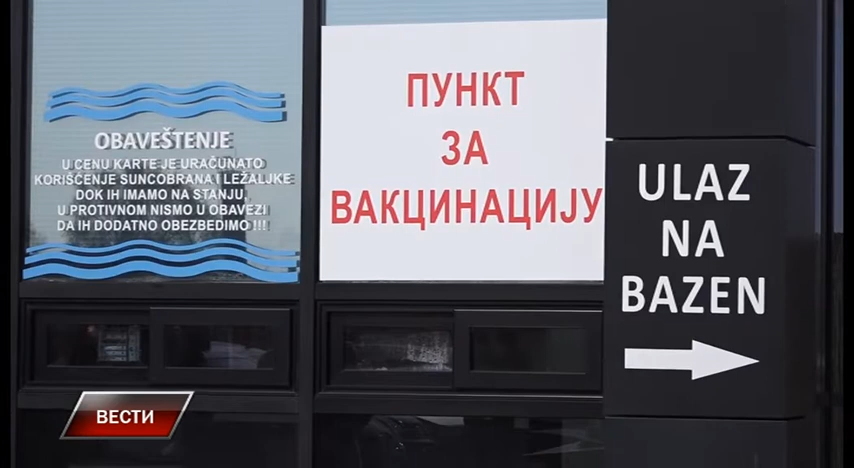 OBAVEŠTENJE
U CENU KARTE JE URAČUNATO
KORIŠĆENJE SUNCOBRANA I LEŽALJKE
DOK IH IMAMO NA STANJU,
U PROTIVNOM NISMO U OBAVEZI
DA IH DODATNO OBEZBEDIMO !!!
ПУНКТ
ЗА
ВАКЦИНАЦИЈУ
ULAZ
NA
BAZEN
ВЕСТИ